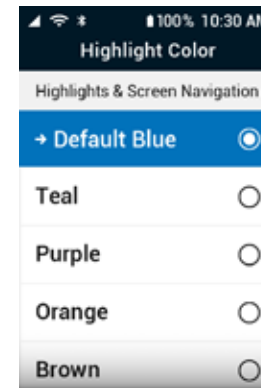 100% 10:30 AM
Highlight Color
Highlights & Screen Navigation
→ Default Blue
Teal
Purple
Orange
Brown